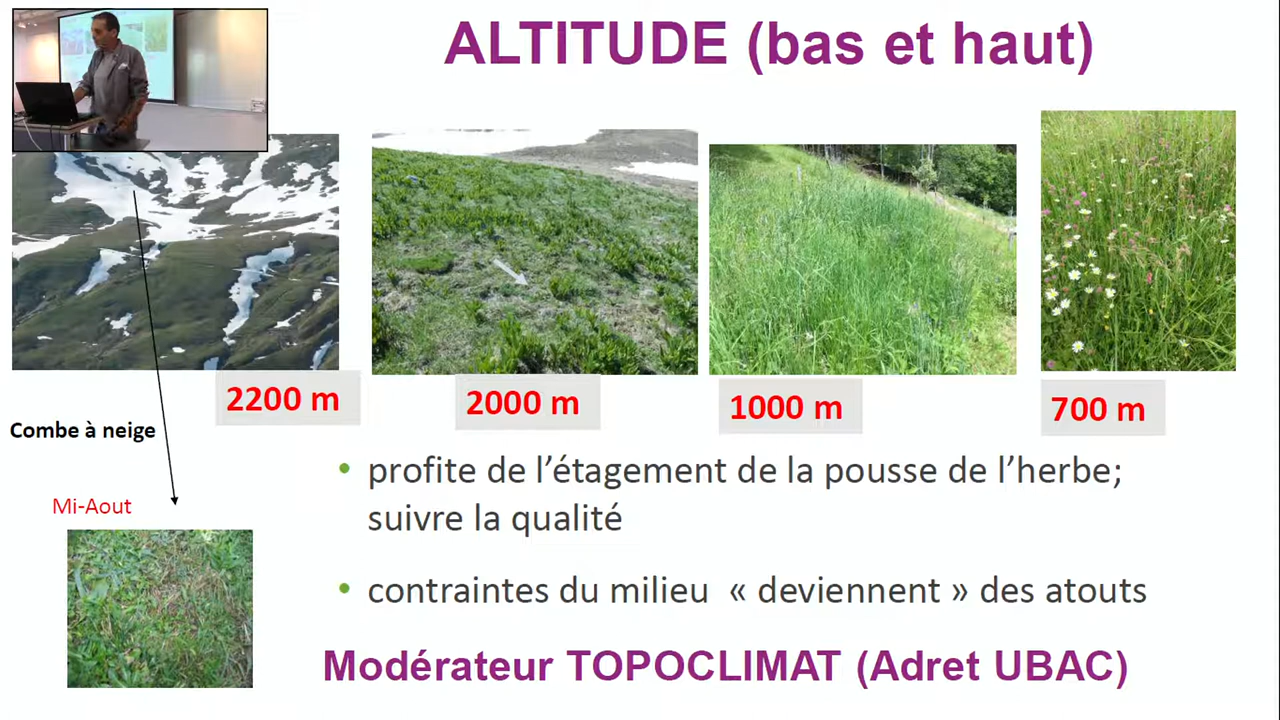 ALTITUDE (bas et haut)
2200 m
2000 m
1000 m
700 m
Combe à neige
Mi-Aout
• profite de l’étagement de la pousse de l’herbe;
suivre la qualité
• contraintes du milieu « deviennent » des atouts
Modérateur TOPOCLIMAT (Adret UBAC)